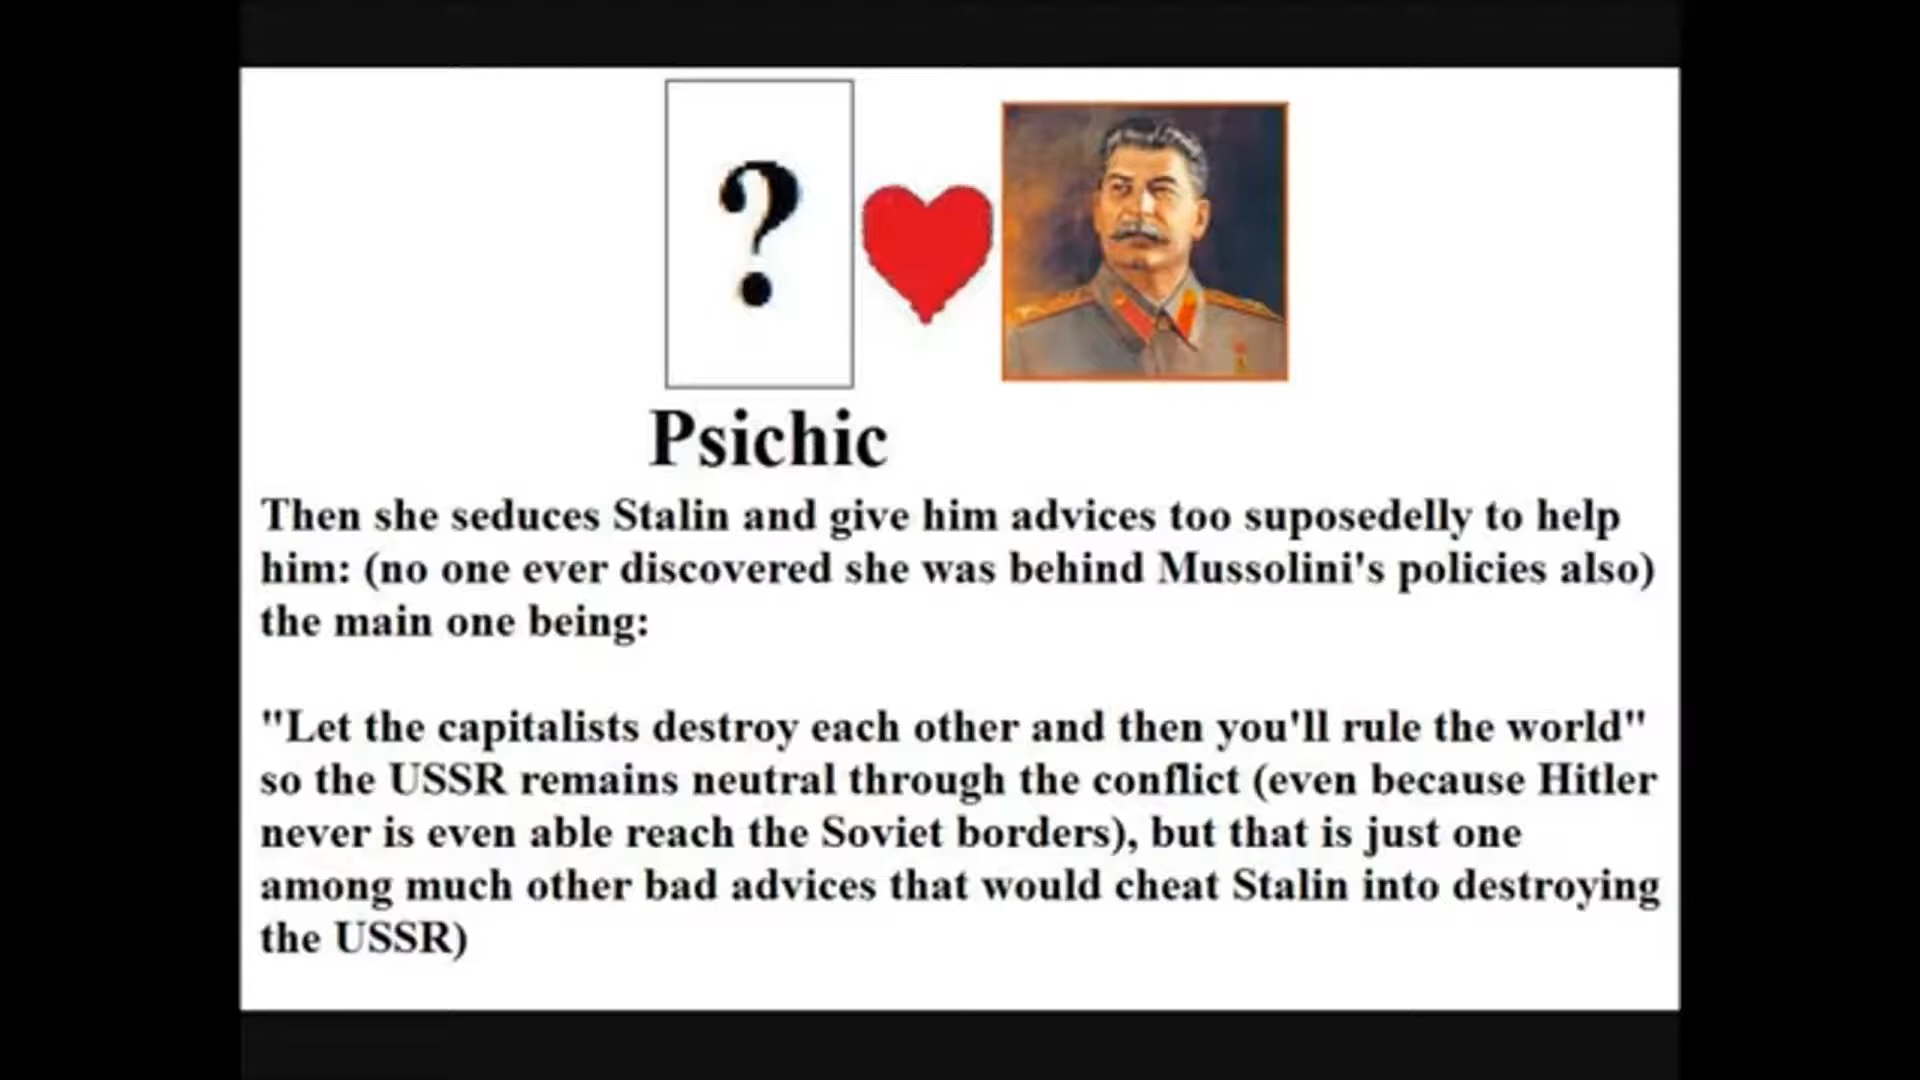 ?
Psichic
Then she seduces Stalin and give him advices too suposedelly to help
him: (no one ever discovered she was behind Mussolini's policies also)
the main one being:
"Let the capitalists destroy each other and then you'll rule the world"
so the USSR remains neutral through the conflict (even because Hitler
never is even able reach the Soviet borders), but that is just one
among much other bad advices that would cheat Stalin into destroying
the USSR)